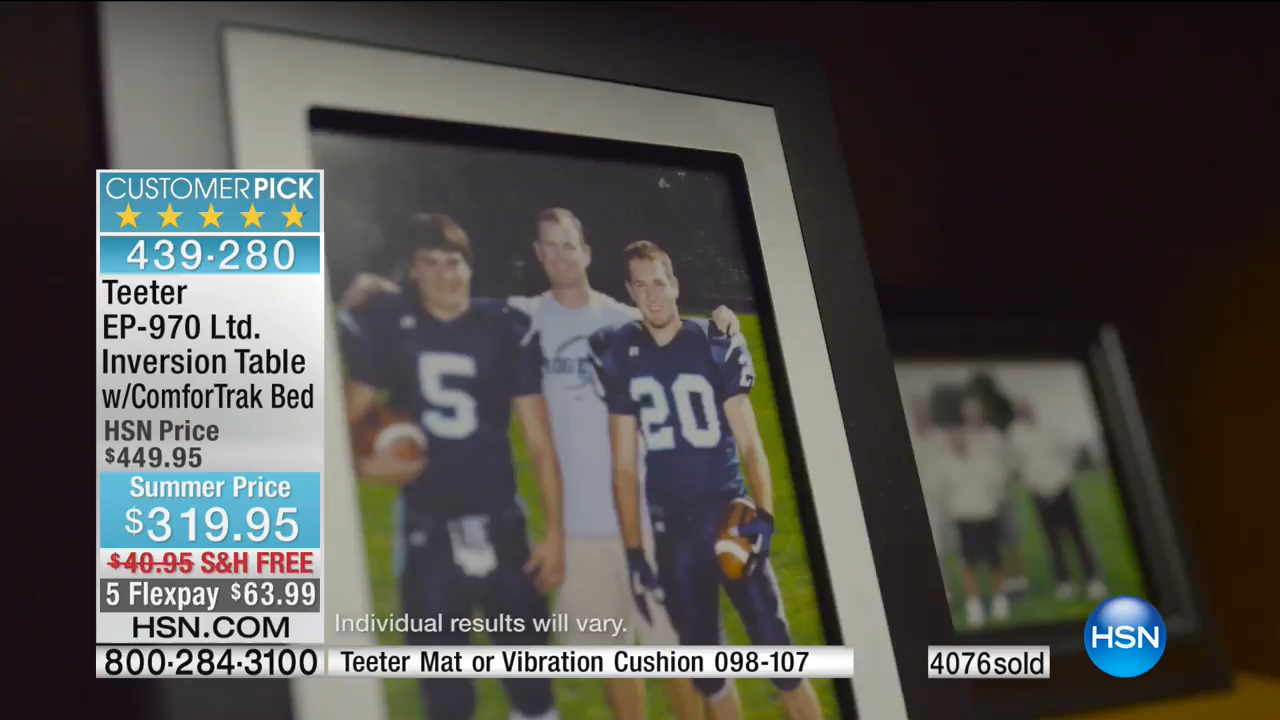 CUSTOMER PICK
439·280
Teeter
EP-970 Ltd.
Inversion Table
w/ComforTrak Bed
HSN Price
$449.95
Summer Price
$319.95
$40.95 S&H FREE
5 Flexpay $63.99
HSN.COM
800·284·3100
Individual results will vary.
Teeter Mat or Vibration Cushion 098-107
4076sold
HSN
5
20
2